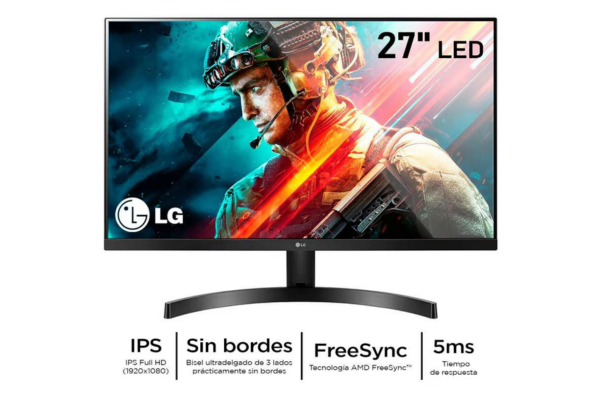 27" LED
LG
LG
IPS
IPS Full HD
(1920x1080)
Sin bordes
Bisel ultradelgado de 3 lados
prácticamente sin bordes
FreeSync
Tecnología AMD FreeSync™
5ms
Tiempo
de respuesta